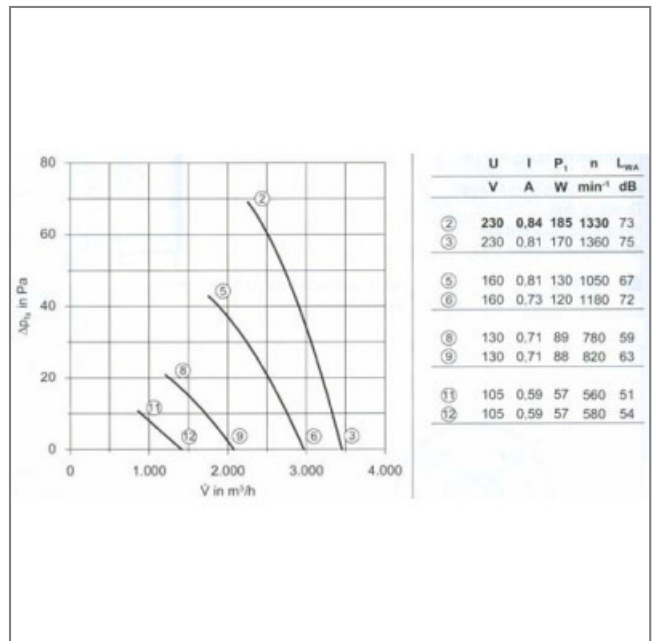 80
60
40
20
0
Δp_fa in Pa
0 1.000 2.000 3.000 4.000
V̇ in m³/h
②
⑤
⑧
⑪
⑫ ⑨ ⑥ ③
U I P₁ n L_WA
V A W min⁻¹ dB
② 230 0,84 185 1330 73
③ 230 0,81 170 1360 75
⑤ 160 0,81 130 1050 67
⑥ 160 0,73 120 1180 72
⑧ 130 0,71 89 780 59
⑨ 130 0,71 88 820 63
⑪ 105 0,59 57 560 51
⑫ 105 0,59 57 580 54